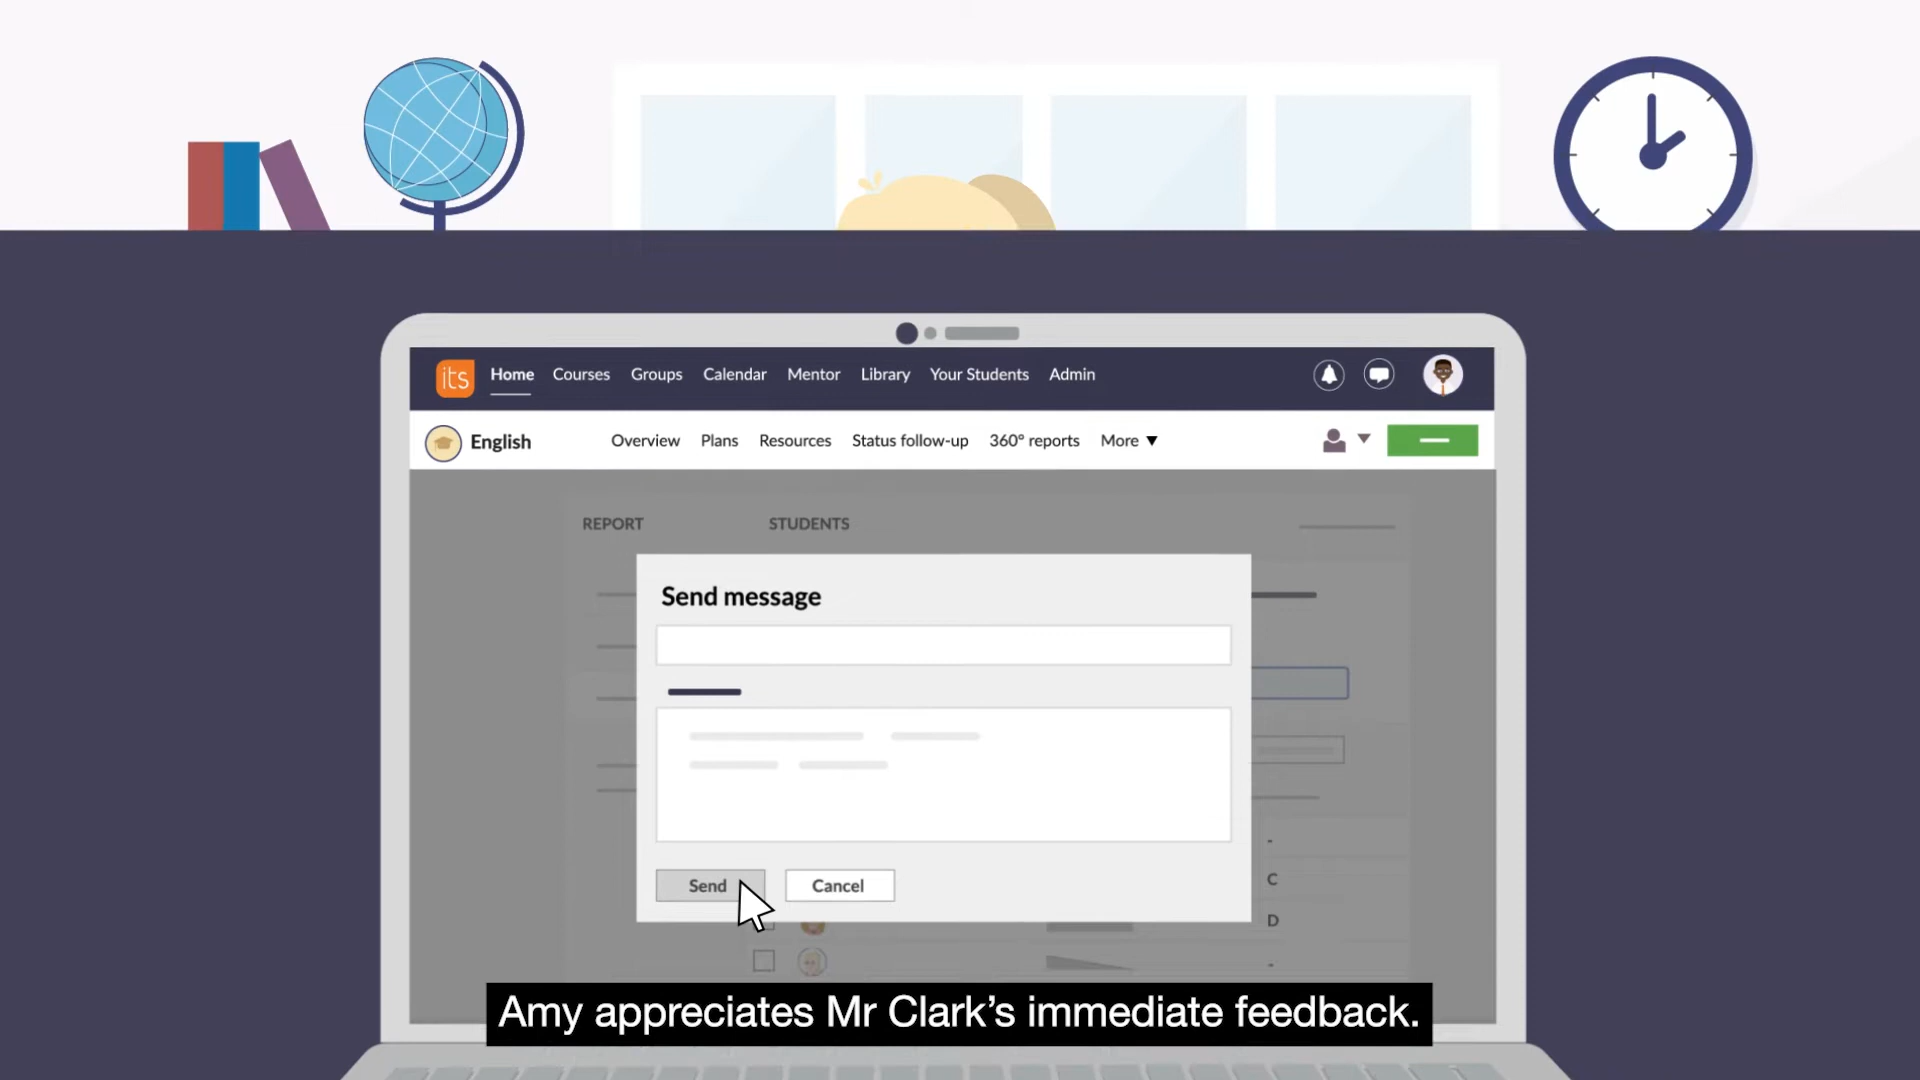 its Home Courses Groups Calendar Mentor Library Your Students Admin
English Overview Plans Resources Status follow-up 360° reports More
REPORT STUDENTS
Send message
Send Cancel
C
D
Amy appreciates Mr Clark’s immediate feedback.